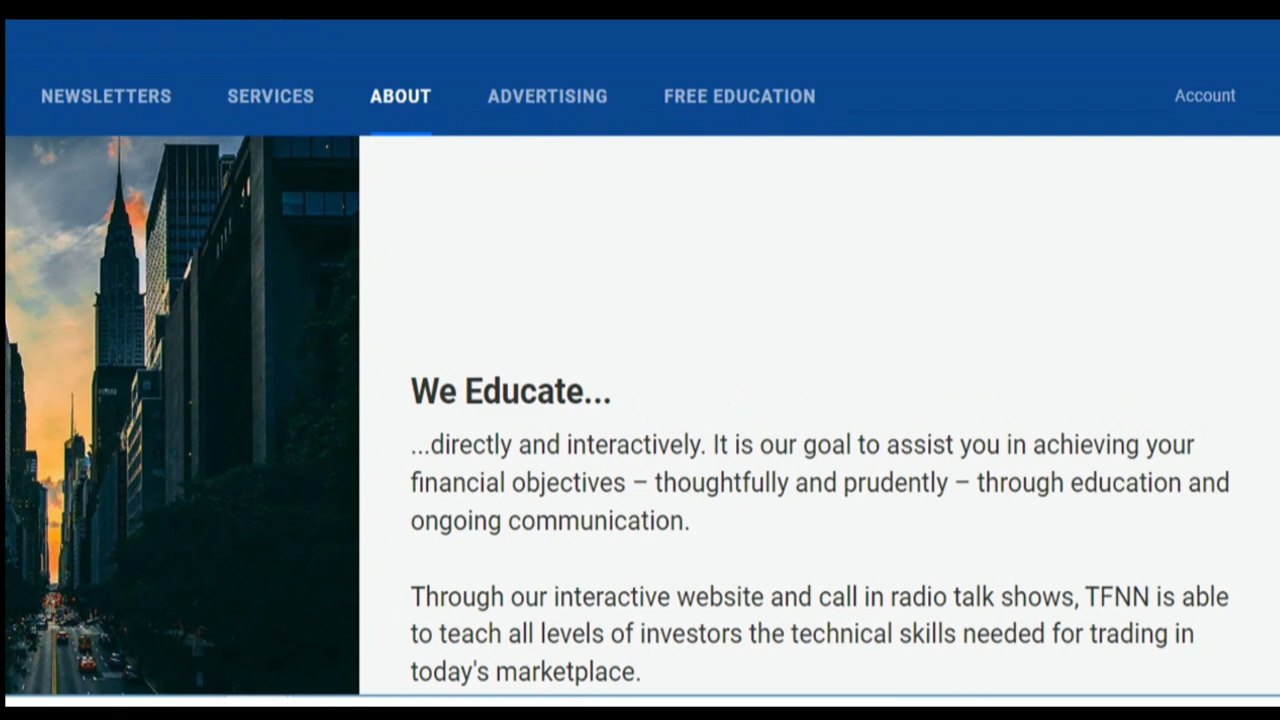 NEWSLETTERS SERVICES ABOUT ADVERTISING FREE EDUCATION Account
We Educate...
...directly and interactively. It is our goal to assist you in achieving your
financial objectives – thoughtfully and prudently – through education and
ongoing communication.
Through our interactive website and call in radio talk shows, TFNN is able
to teach all levels of investors the technical skills needed for trading in
today's marketplace.